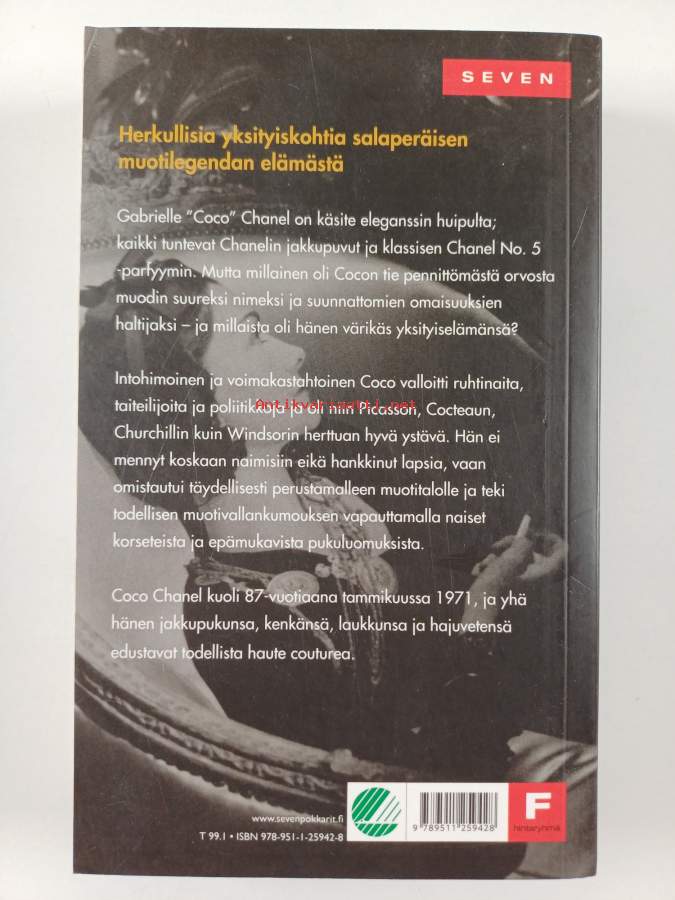 SEVEN
Herkullisia yksityiskohtia salaperäisen
muotilegendan elämästä
Gabrielle ”Coco” Chanel on käsite eleganssin huipulta;
kaikki tuntevat Chanelin jakkupuvut ja klassisen Chanel No. 5
-parfyymin. Mutta millainen oli Cocon tie pennittömästä orvosta
muodin suureksi nimeksi ja suunnattomien omaisuuksien
haltijaksi – ja millaista oli hänen värikäs yksityiselämänsä?
Intohimoinen ja voimakastahtoinen Coco valloitti ruhtinaita,
taiteilijoita ja poliitikkoja ja oli niin Picasson, Cocteaun,
Antikvariaatti.net
Churchillin kuin Windsorin herttuan hyvä ystävä. Hän ei
mennyt koskaan naimisiin eikä hankkinut lapsia, vaan
omistautui täydellisesti perustamalleen muotitalolle ja teki
todellisen muotivallankumouksen vapauttamalla naiset
korseteista ja epämukavista pukuluomuksista.
Coco Chanel kuoli 87-vuotiaana tammikuussa 1971, ja yhä
hänen jakkupukunsa, kenkänsä, laukkunsa ja hajuvetensä
edustavat todellista haute couturea.
www.sevenpokkarit.fi
T 99.1 • ISBN 978-951-1-25942-8
9 789511 259428
F
hintaryhmä